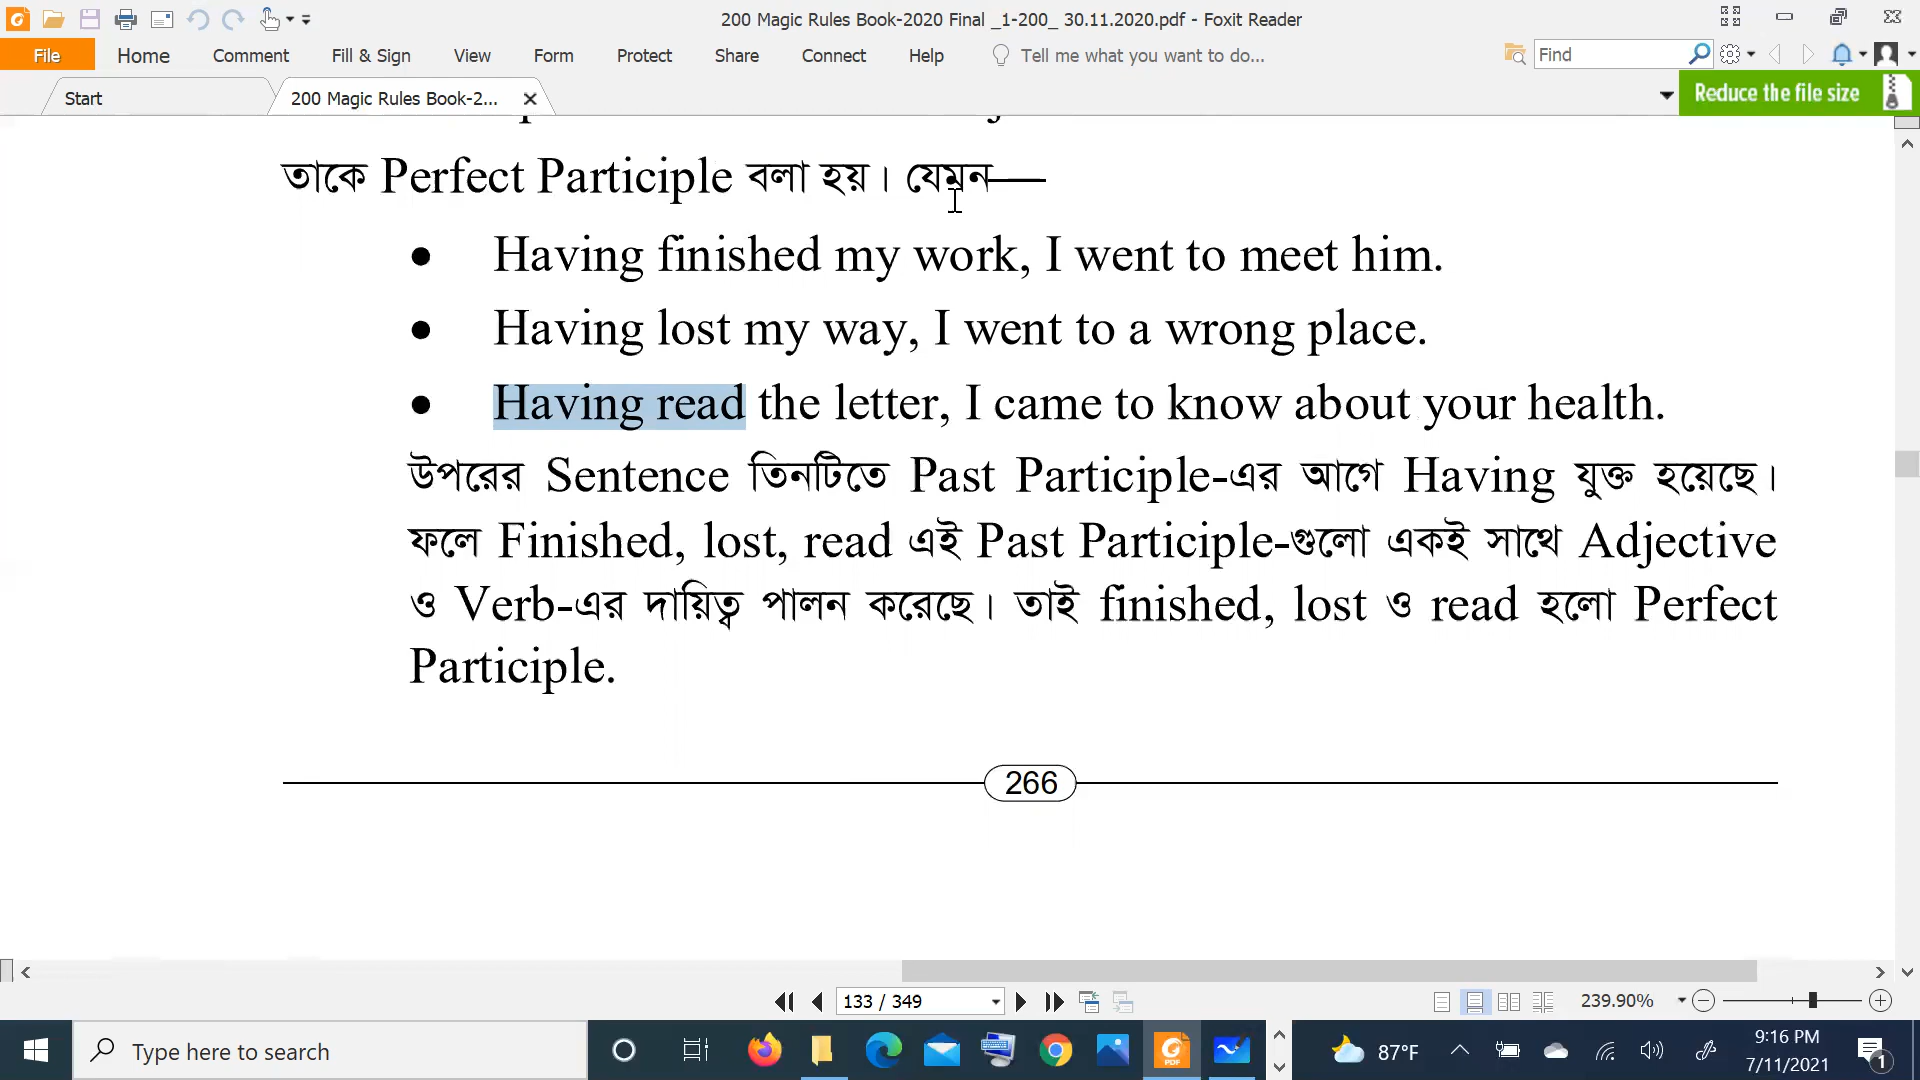 200 Magic Rules Book-2020 Final _1-200_ 30.11.2020.pdf - Foxit Reader
File Home Comment Fill & Sign View Form Protect Share Connect Help Tell me what you want to do... Find
Start 200 Magic Rules Book-2... Reduce the file size
তাকে Perfect Participle বলা হয়। যেমন—
● Having finished my work, I went to meet him.
● Having lost my way, I went to a wrong place.
● Having read the letter, I came to know about your health.
উপরের Sentence তিনটিতে Past Participle-এর আগে Having যুক্ত হয়েছে।
ফলে Finished, lost, read এই Past Participle-গুলো একই সাথে Adjective
ও Verb-এর দায়িত্ব পালন করেছে। তাই finished, lost ও read হলো Perfect
Participle.
266
133 / 349 239.90%
Type here to search 87°F 9:16 PM
7/11/2021 1